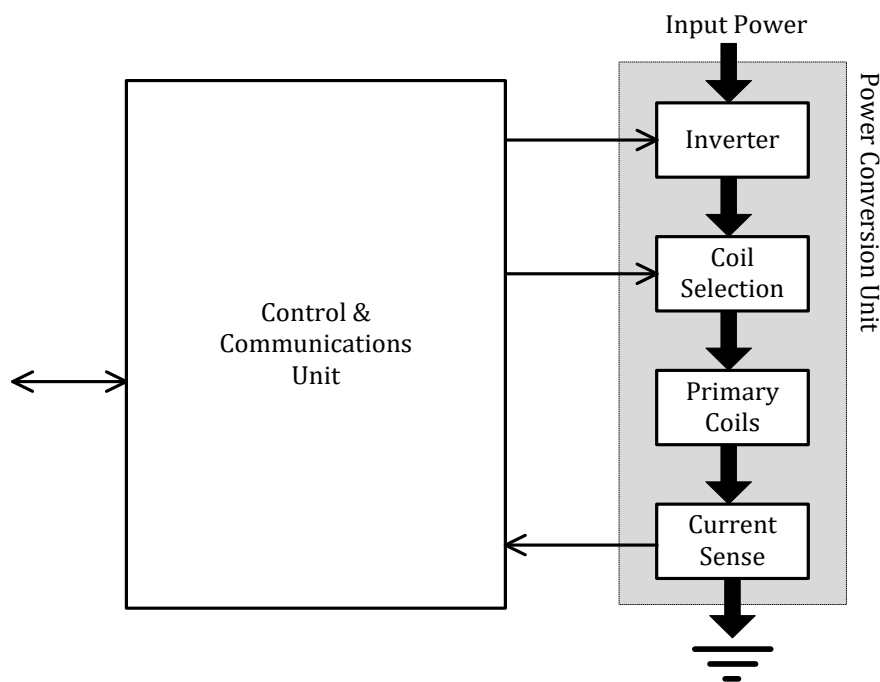 Input Power
Inverter
Coil
Selection
Primary
Coils
Current
Sense
Power Conversion Unit
Control &
Communications
Unit